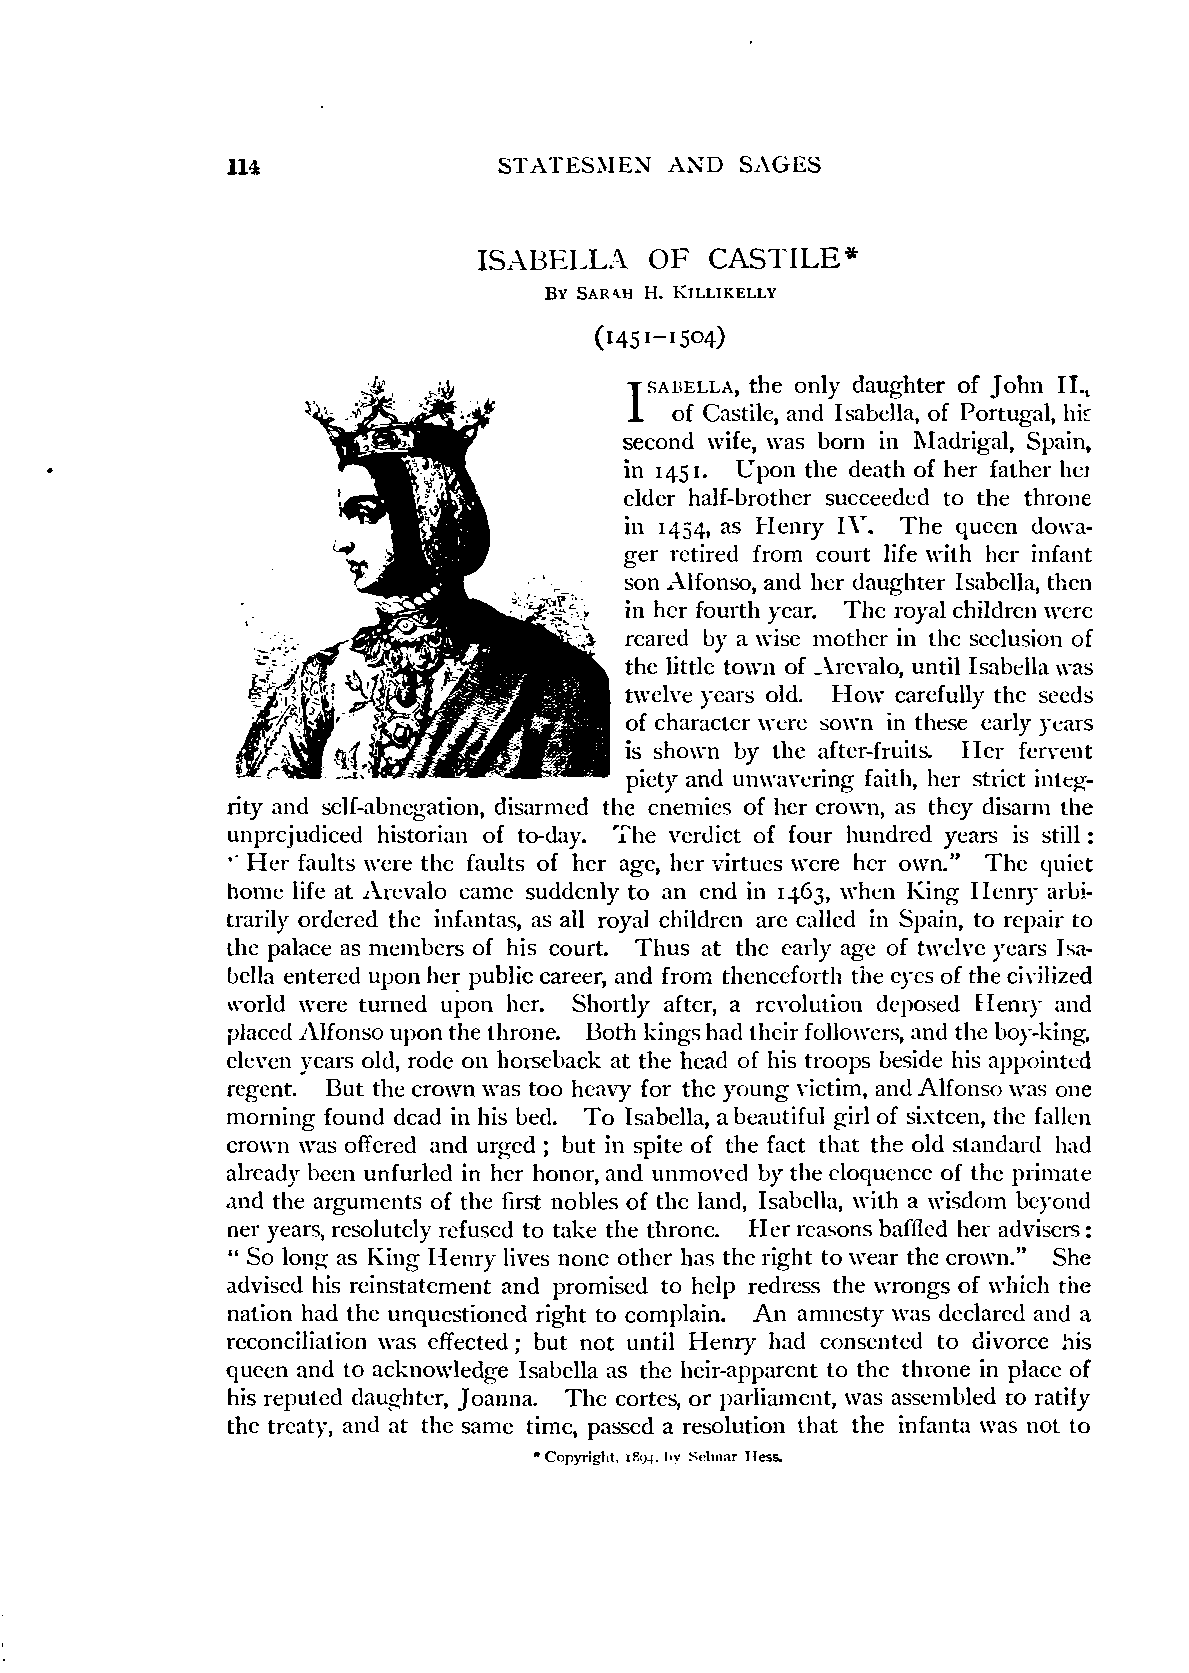 114 STATESMEN AND SAGES
ISABELLA OF CASTILE*
BY SARAH H. KILLIKELLY
(1451–1504)
ISABELLA, the only daughter of John II.,
of Castile, and Isabella, of Portugal, his
second wife, was born in Madrigal, Spain,
in 1451. Upon the death of her father her
elder half-brother succeeded to the throne
in 1454, as Henry IV. The queen dowa-
ger retired from court life with her infant
son Alfonso, and her daughter Isabella, then
in her fourth year. The royal children were
reared by a wise mother in the seclusion of
the little town of Arevalo, until Isabella was
twelve years old. How carefully the seeds
of character were sown in these early years
is shown by the after-fruits. Her fervent
piety and unwavering faith, her strict integ-
rity and self-abnegation, disarmed the enemies of her crown, as they disarm the
unprejudiced historian of to-day. The verdict of four hundred years is still:
" Her faults were the faults of her age, her virtues were her own." The quiet
home life at Arevalo came suddenly to an end in 1463, when King Henry arbi-
trarily ordered the infantas, as all royal children are called in Spain, to repair to
the palace as members of his court. Thus at the early age of twelve years Isa-
bella entered upon her public career, and from thenceforth the eyes of the civilized
world were turned upon her. Shortly after, a revolution deposed Henry and
placed Alfonso upon the throne. Both kings had their followers, and the boy-king,
eleven years old, rode on horseback at the head of his troops beside his appointed
regent. But the crown was too heavy for the young victim, and Alfonso was one
morning found dead in his bed. To Isabella, a beautiful girl of sixteen, the fallen
crown was offered and urged ; but in spite of the fact that the old standard had
already been unfurled in her honor, and unmoved by the eloquence of the primate
and the arguments of the first nobles of the land, Isabella, with a wisdom beyond
her years, resolutely refused to take the throne. Her reasons baffled her advisers:
" So long as King Henry lives none other has the right to wear the crown." She
advised his reinstatement and promised to help redress the wrongs of which the
nation had the unquestioned right to complain. An amnesty was declared and a
reconciliation was effected ; but not until Henry had consented to divorce his
queen and to acknowledge Isabella as the heir-apparent to the throne in place of
his reputed daughter, Joanna. The cortes, or parliament, was assembled to ratify
the treaty, and at the same time, passed a resolution that the infanta was not to
* Copyright, 1894, by Selmar Hess.